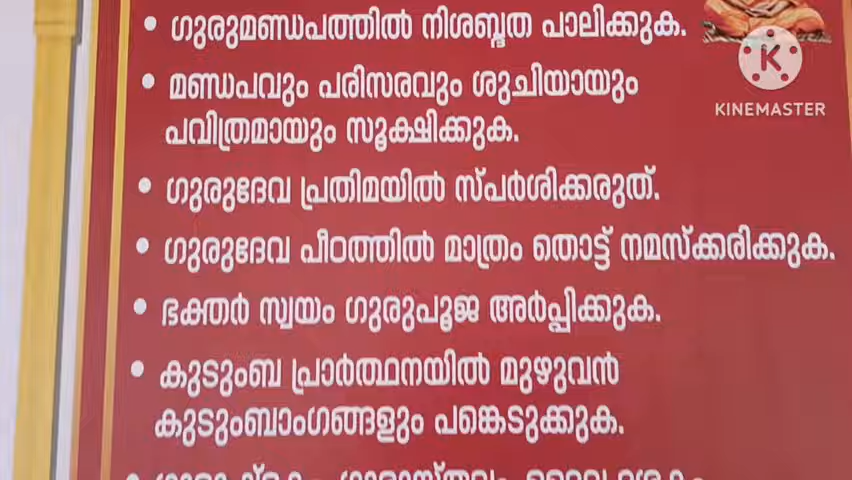 ഗുരുമണ്ഡപത്തിൽ നിശബ്ദത പാലിക്കുക.
KINEMASTER
മണ്ഡപവും പരിസരവും ശുചിയായും
പവിത്രമായും സൂക്ഷിക്കുക.
ഗുരുദേവ പ്രതിമയിൽ സ്പർശിക്കരുത്.
ഗുരുദേവ പീഠത്തിൽ മാത്രം തൊട്ട് നമസ്ക്കരിക്കുക.
ഭക്തർ സ്വയം ഗുരുപൂജ അർപ്പിക്കുക.
കുടുംബ പ്രാർത്ഥനയിൽ മുഴുവൻ
കുടുംബാംഗങ്ങളും പങ്കെടുക്കുക.